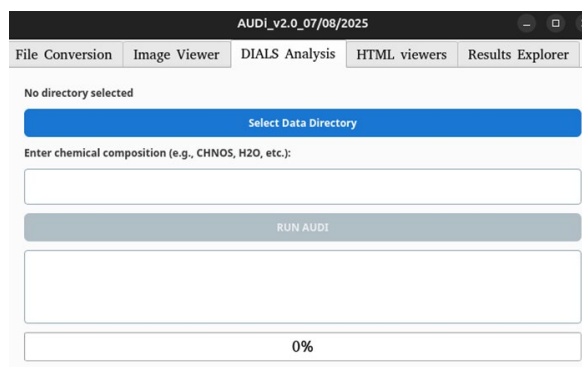 AUDi_v2.0_07/08/2025
File Conversion Image Viewer DIALS Analysis HTML viewers Results Explorer
No directory selected
Select Data Directory
Enter chemical composition (e.g., CHNOS, H2O, etc.):
RUN AUDI
0%